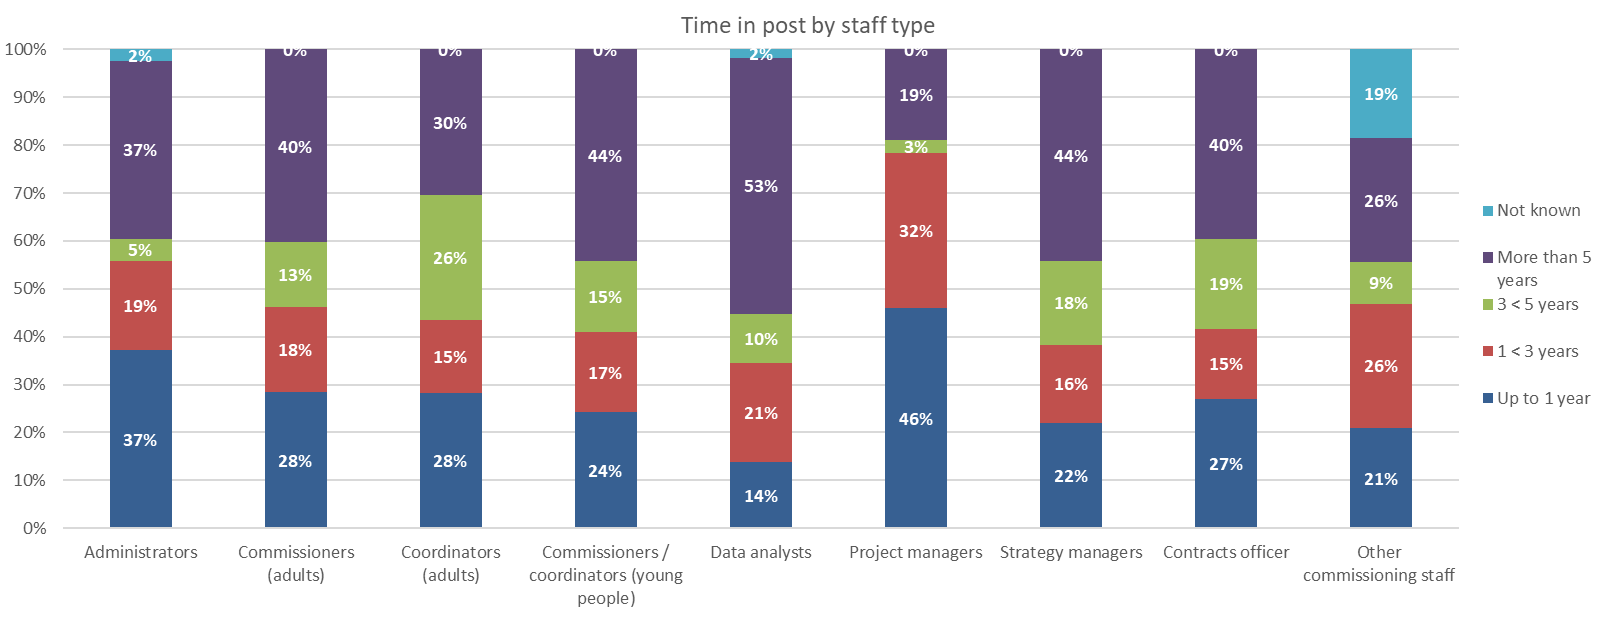 Time in post by staff type
100%
90%
80%
70%
60%
50%
40%
30%
20%
10%
0%
2%
37%
5%
19%
37%
0%
40%
13%
18%
28%
0%
30%
26%
15%
28%
0%
44%
15%
17%
24%
2%
53%
10%
21%
14%
0%
19%
3%
32%
46%
0%
44%
18%
16%
22%
0%
40%
19%
15%
27%
19%
26%
9%
26%
21%
Administrators
Commissioners
(adults)
Coordinators
(adults)
Commissioners /
coordinators (young
people)
Data analysts
Project managers
Strategy managers
Contracts officer
Other
commissioning staff
Not known
More than 5
years
3 < 5 years
1 < 3 years
Up to 1 year